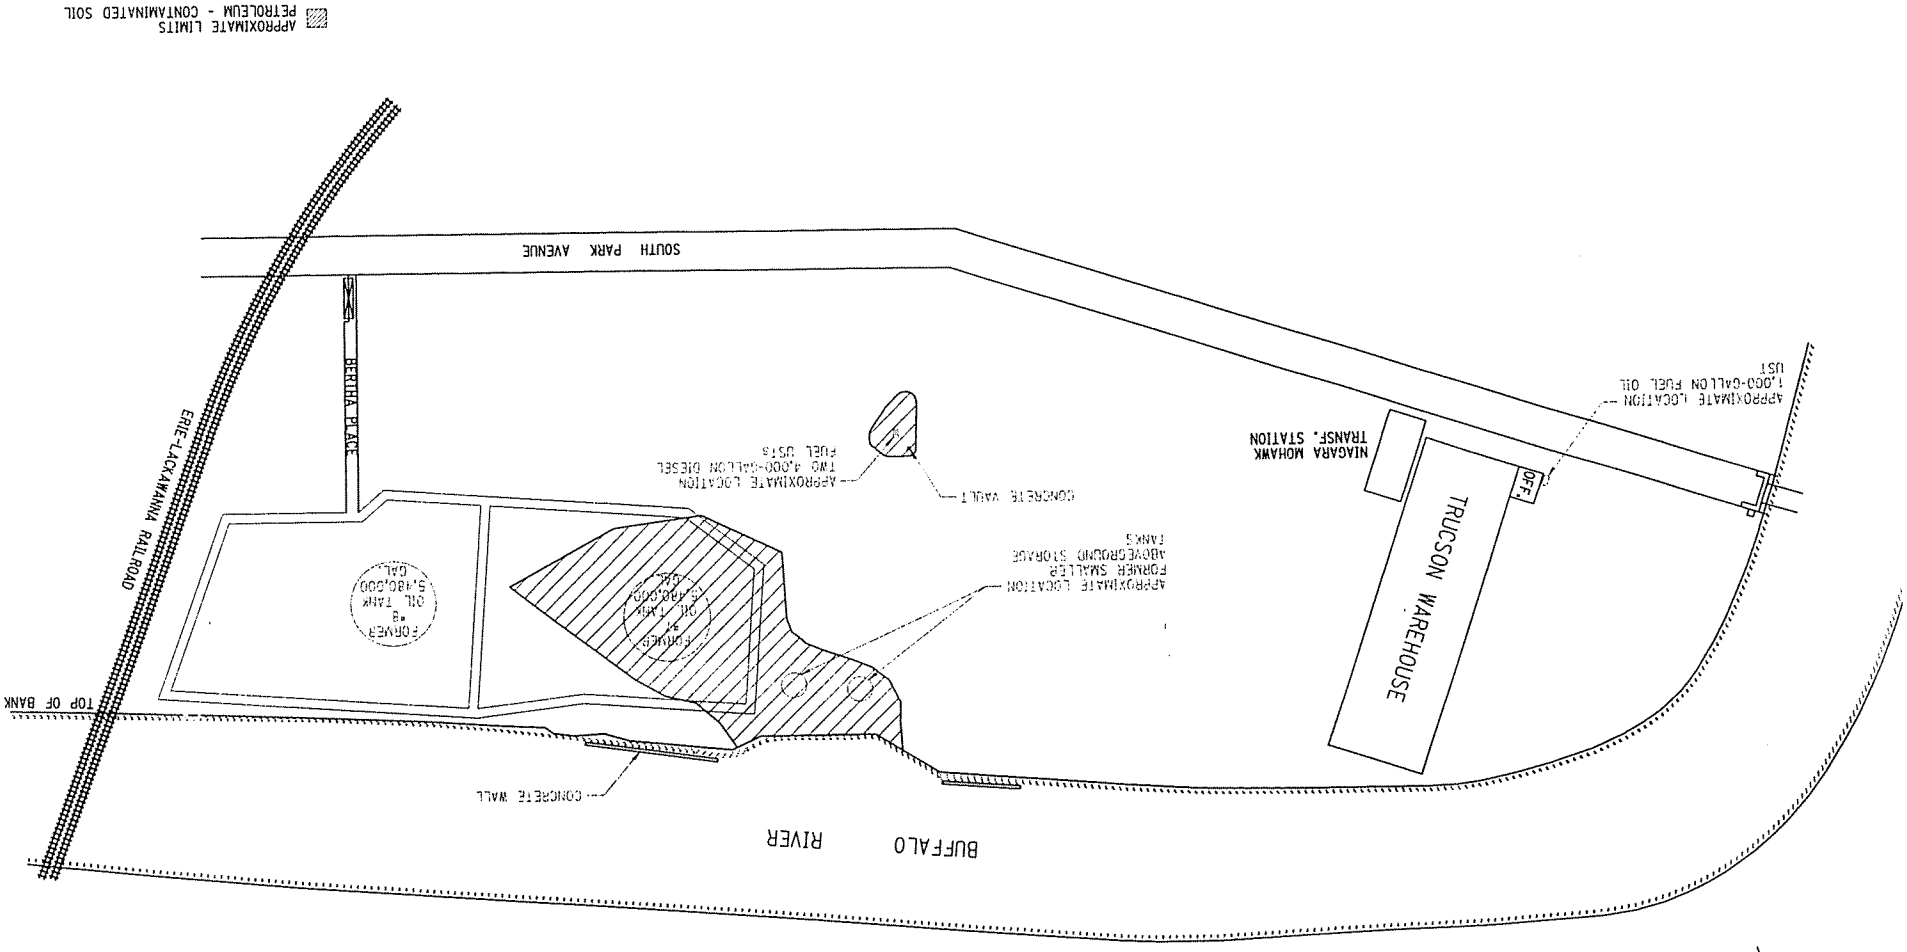 BUFFALO RIVER
CONCRETE WALL
TOP OF BANK
TRUCSON WAREHOUSE
OFF.
FORMER
#7
OIL TANK
5,480,000
GAL.
FORMER
#8
OIL TANK
5,480,000
GAL.
APPROXIMATE LOCATION
FORMER SMALLER
ABOVEGROUND STORAGE
TANKS
CONCRETE VAULT
APPROXIMATE LOCATION
TWO 4,000-GALLON DIESEL
FUEL USTs
NIAGARA MOHAWK
TRANSF. STATION
APPROXIMATE LOCATION
1,000-GALLON FUEL OIL
UST
ERIE-LACKAWANNA RAILROAD
BERTHA PLACE
SOUTH PARK AVENUE
APPROXIMATE LIMITS
PETROLEUM - CONTAMINATED SOIL